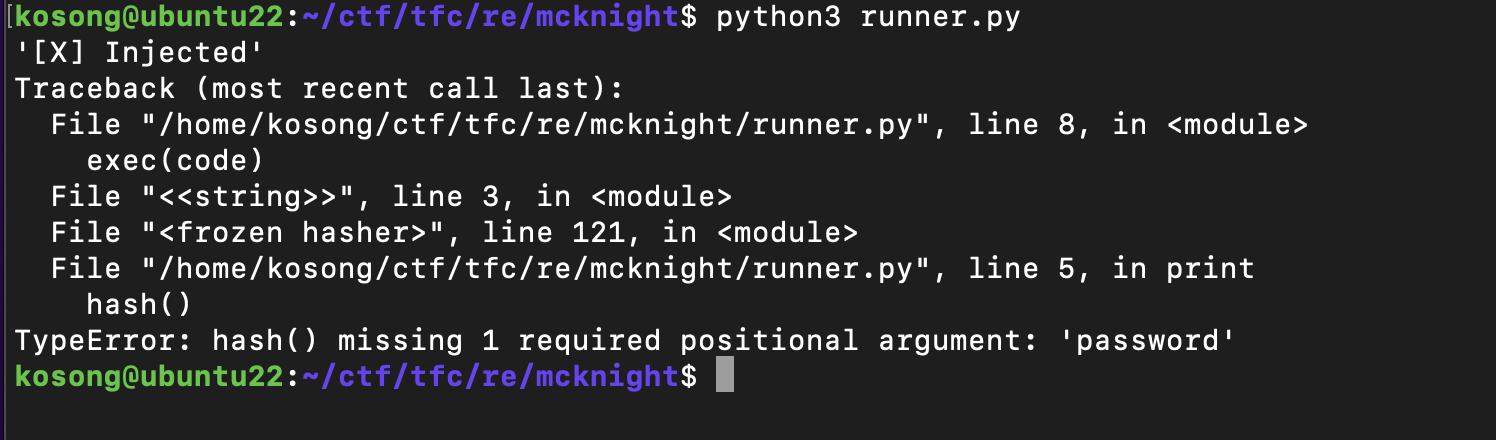 [kosong@ubuntu22:~/ctf/tfc/re/mcknight$ python3 runner.py
'[X] Injected'
Traceback (most recent call last):
  File "/home/kosong/ctf/tfc/re/mcknight/runner.py", line 8, in <module>
    exec(code)
  File "<<string>>", line 3, in <module>
  File "<frozen hasher>", line 121, in <module>
  File "/home/kosong/ctf/tfc/re/mcknight/runner.py", line 5, in print
    hash()
TypeError: hash() missing 1 required positional argument: 'password'
kosong@ubuntu22:~/ctf/tfc/re/mcknight$